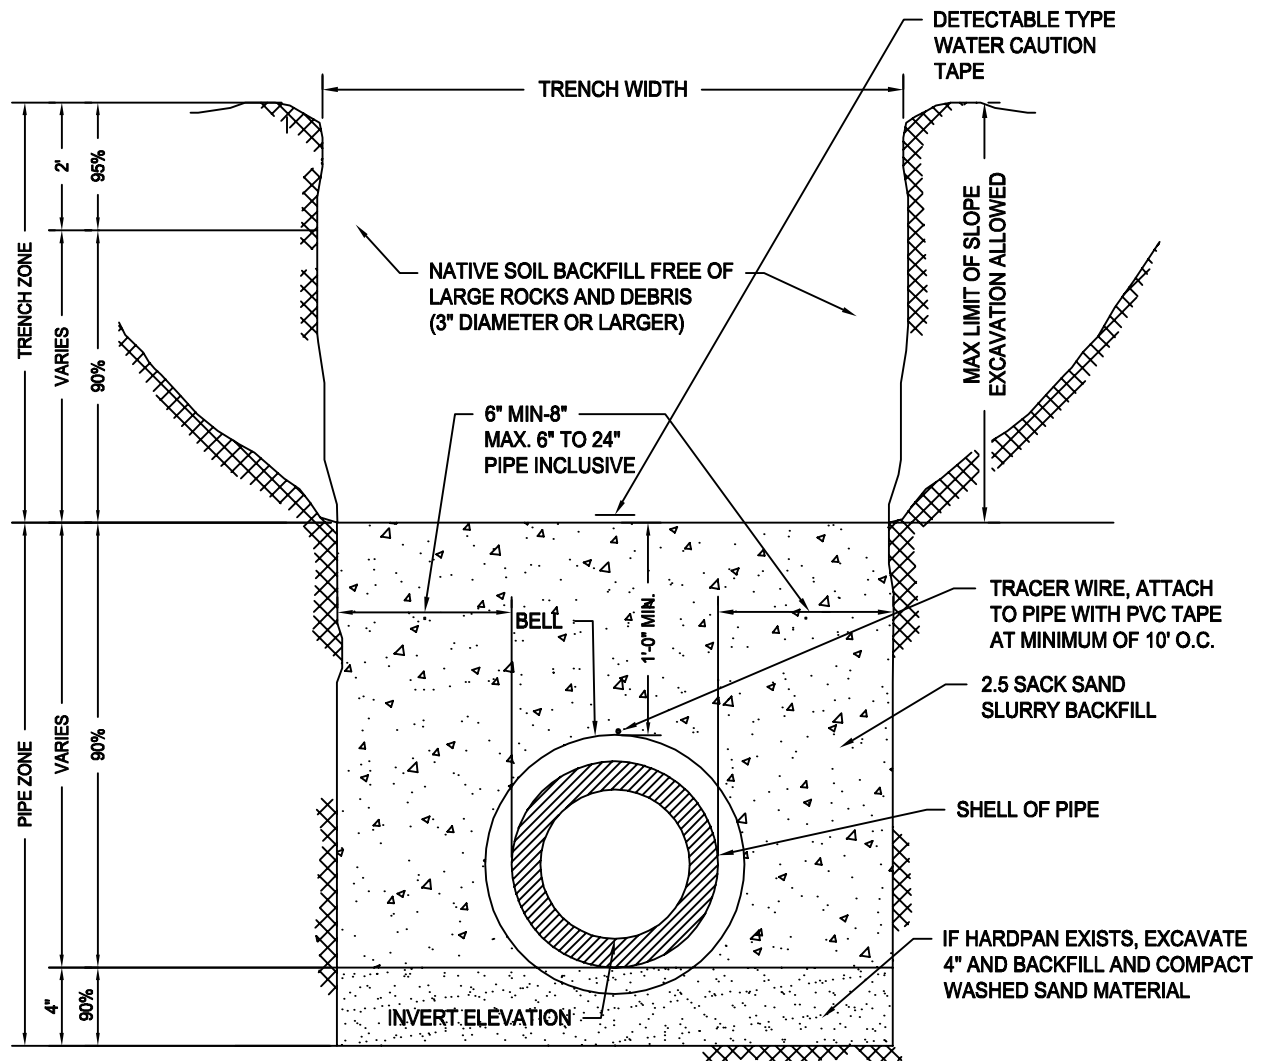 DETECTABLE TYPE
WATER CAUTION
TAPE
TRENCH WIDTH
2'
95%
TRENCH ZONE
VARIES
90%
NATIVE SOIL BACKFILL FREE OF
LARGE ROCKS AND DEBRIS
(3" DIAMETER OR LARGER)
MAX LIMIT OF SLOPE
EXCAVATION ALLOWED
6" MIN-8"
MAX. 6" TO 24"
PIPE INCLUSIVE
TRACER WIRE, ATTACH
TO PIPE WITH PVC TAPE
AT MINIMUM OF 10' O.C.
BELL
1'-0" MIN.
2.5 SACK SAND
SLURRY BACKFILL
PIPE ZONE
VARIES
90%
SHELL OF PIPE
IF HARDPAN EXISTS, EXCAVATE
4" AND BACKFILL AND COMPACT
WASHED SAND MATERIAL
4"
90%
INVERT ELEVATION